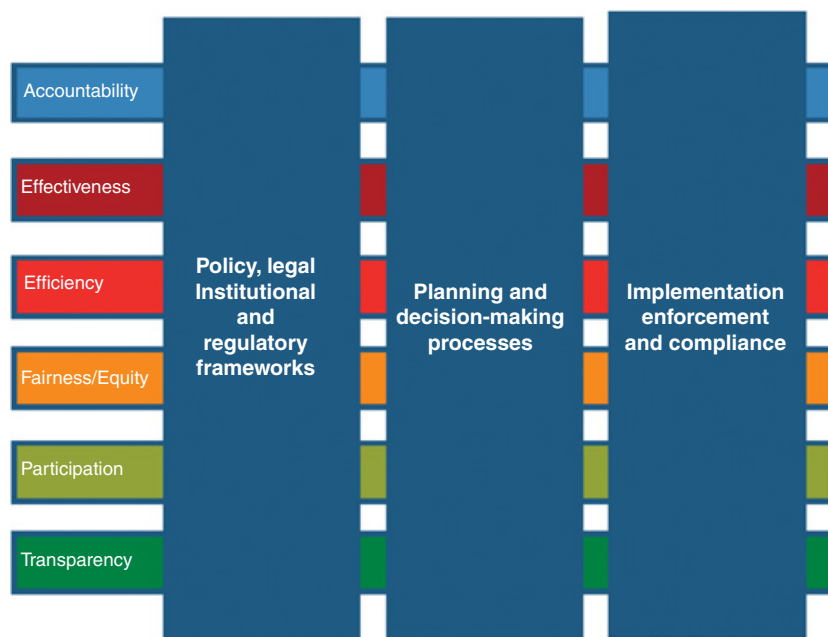 Accountability
Effectiveness
Efficiency
Fairness/Equity
Participation
Transparency
Policy, legal
Institutional
and
regulatory
frameworks
Planning and
decision-making
processes
Implementation
enforcement
and compliance